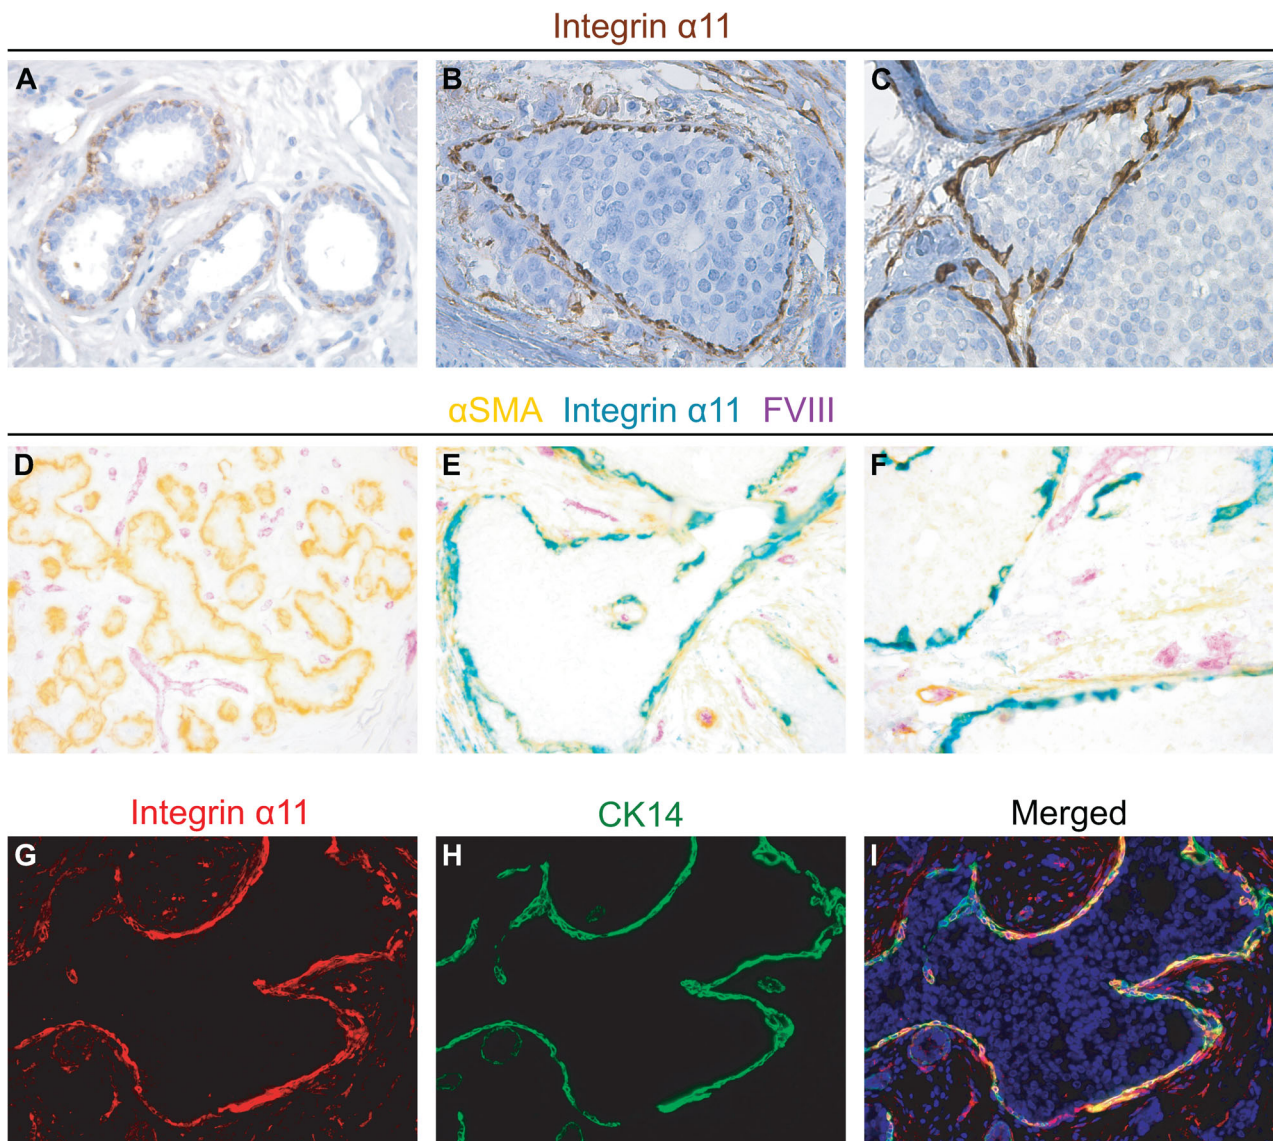 Integrin α11
A B C
αSMA Integrin α11 FVIII
D E F
Integrin α11 CK14 Merged
G H I